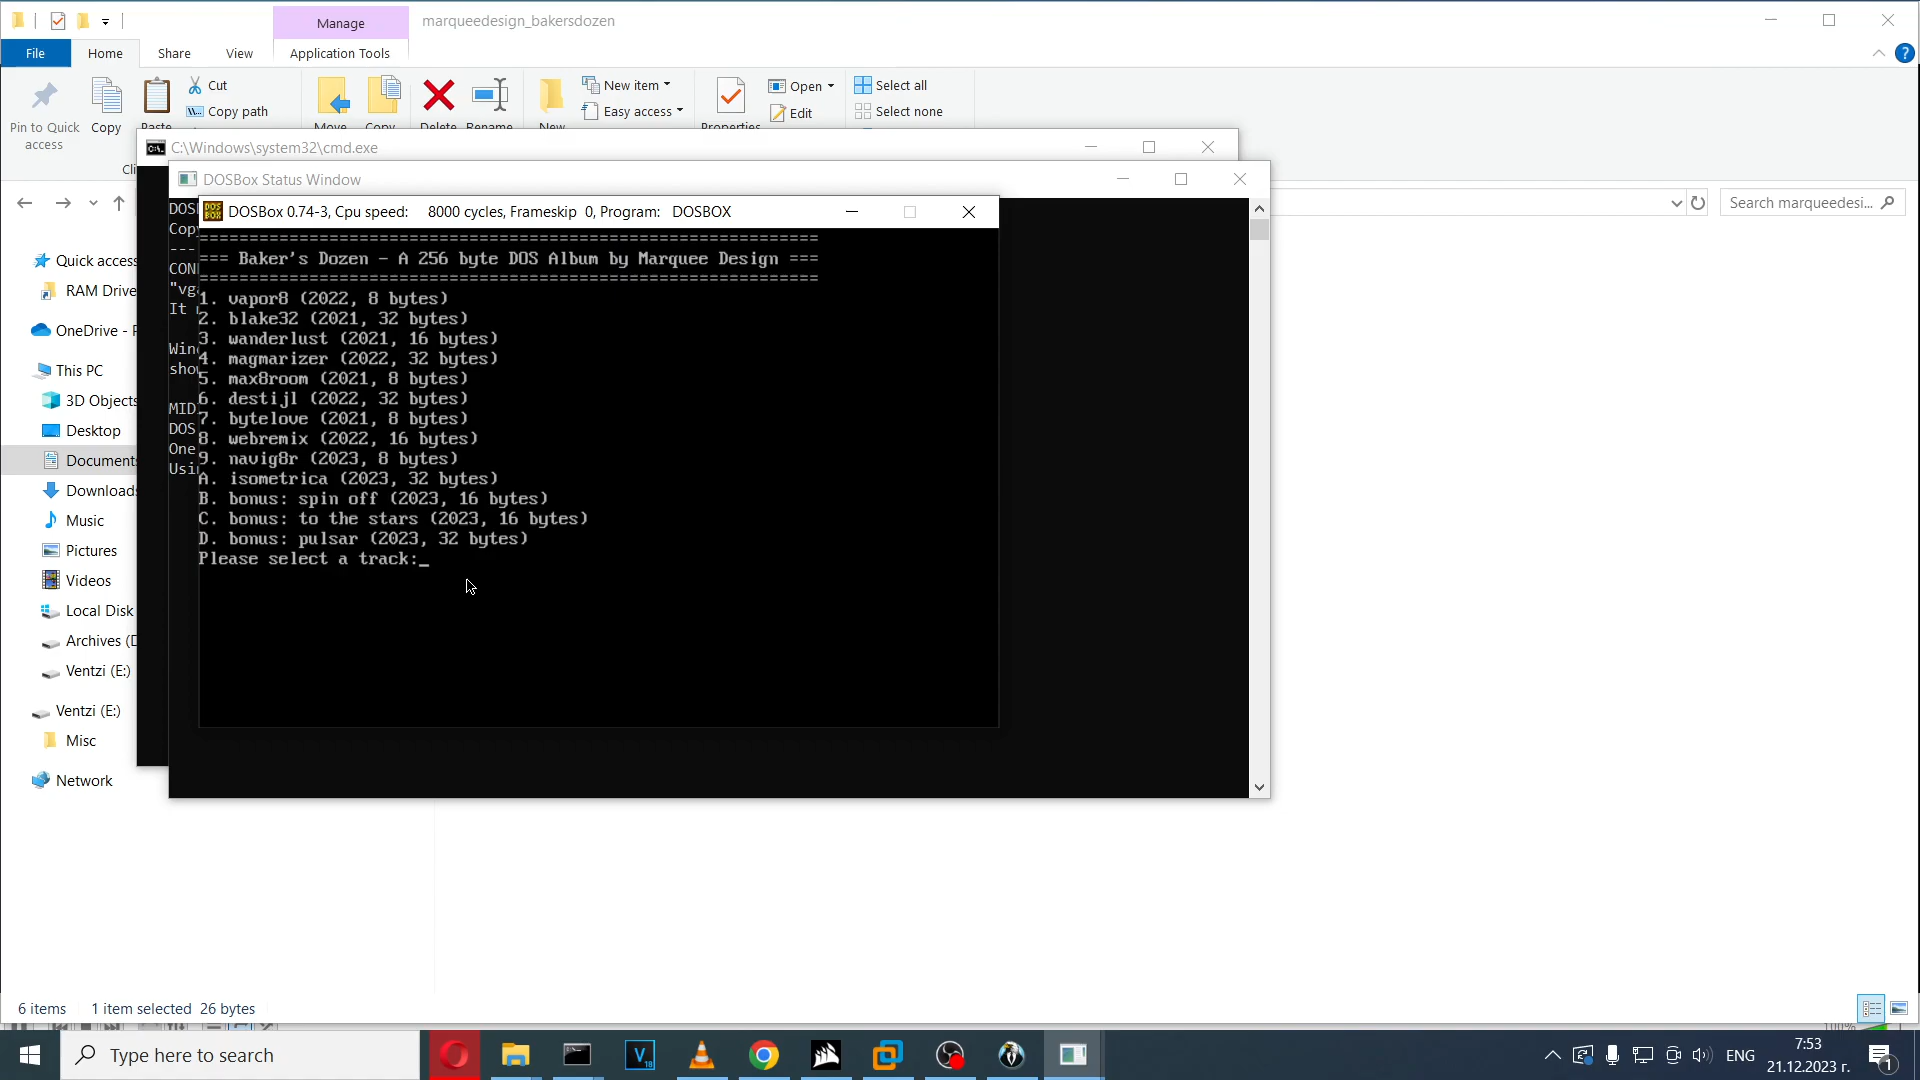 Manage
marqueedesign_bakersdozen
File
Home
Share
View
Application Tools
Pin to Quick access
Copy
Paste
Cut
Copy path
Move
Copy
Delete
Rename
New
New item
Easy access
Properties
Open
Edit
Select all
Select none
C:\Windows\system32\cmd.exe
DOSBox Status Window
DOSBox 0.74-3, Cpu speed: 8000 cycles, Frameskip 0, Program: DOSBOX
Search marqueedesi...
=== Baker's Dozen - A 256 byte DOS Album by Marquee Design ===
1. vapor8 (2022, 8 bytes)
2. blake32 (2021, 32 bytes)
3. wanderlust (2021, 16 bytes)
4. magmarizer (2022, 32 bytes)
5. max8room (2021, 8 bytes)
6. destijl (2022, 32 bytes)
7. bytelove (2021, 8 bytes)
8. webremix (2022, 16 bytes)
9. navig8r (2023, 8 bytes)
A. isometrica (2023, 32 bytes)
B. bonus: spin off (2023, 16 bytes)
C. bonus: to the stars (2023, 16 bytes)
D. bonus: pulsar (2023, 32 bytes)
Please select a track:_
Quick access
RAM Drive
OneDrive -
This PC
3D Objects
Desktop
Documents
Downloads
Music
Pictures
Videos
Local Disk
Archives (D
Ventzi (E:)
Ventzi (E:)
Misc
Network
6 items
1 item selected 26 bytes
Type here to search
ENG
7:53
21.12.2023 г.
1